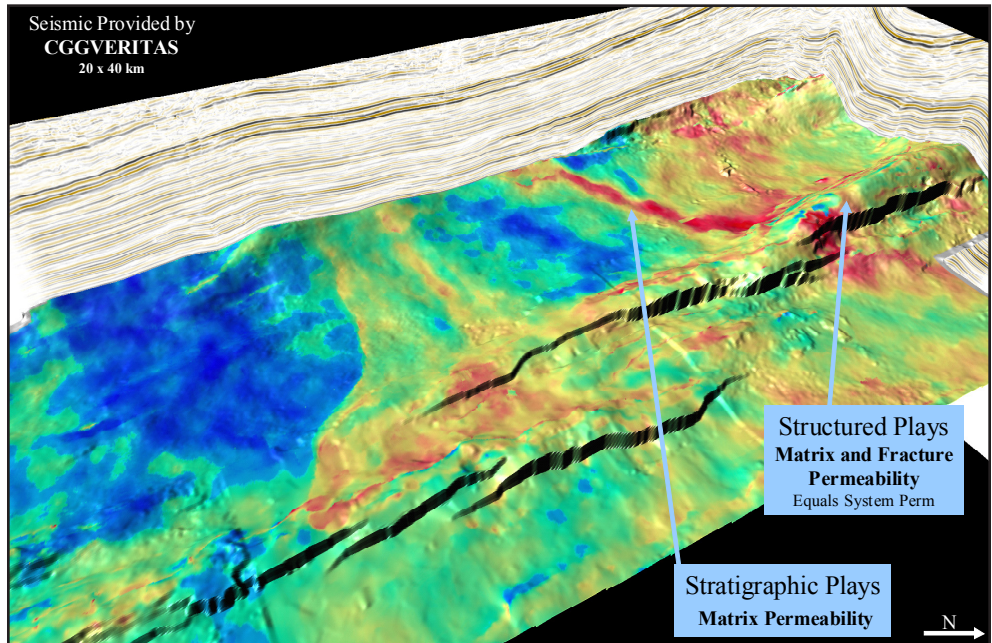 Seismic Provided by
CGGVERITAS
20 x 40 km
Structured Plays
Matrix and Fracture
Permeability
Equals System Perm
Stratigraphic Plays
Matrix Permeability
N